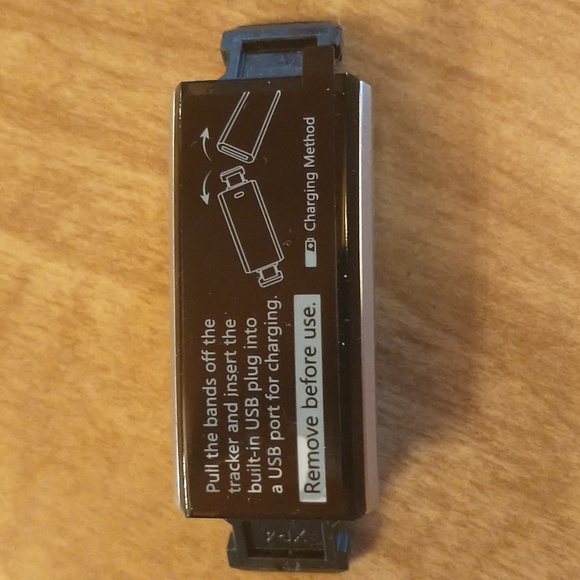 Charging Method
Pull the bands off the
tracker and insert the
built-in USB plug into
a USB port for charging.
Remove before use.